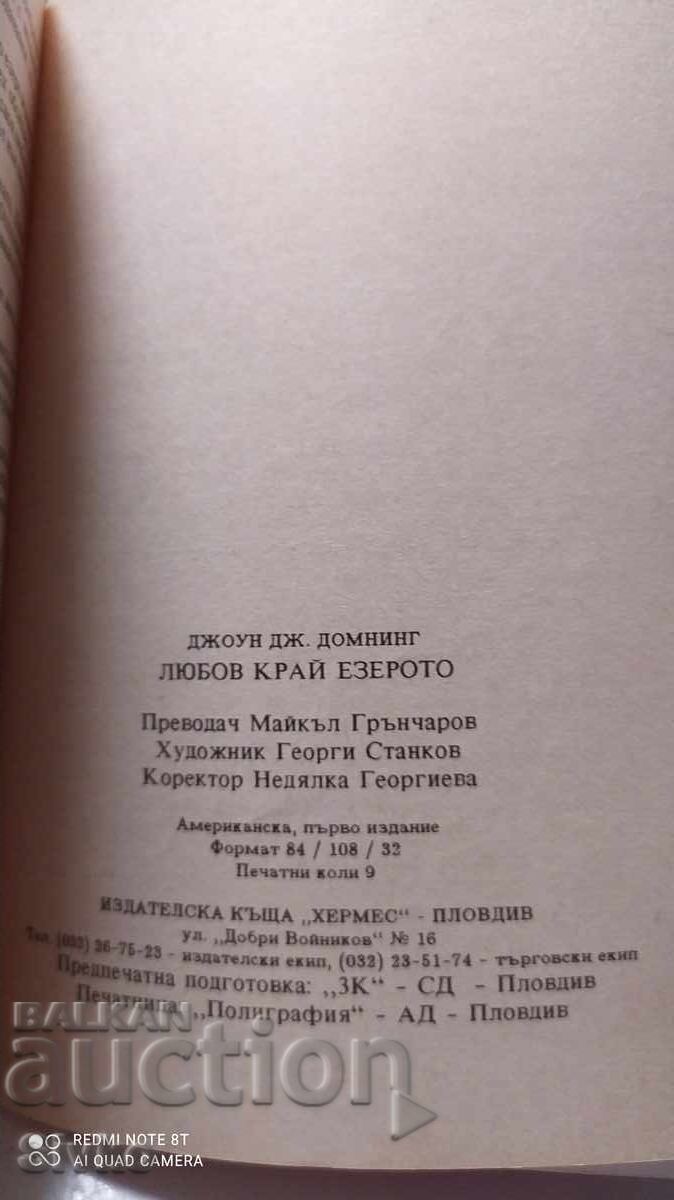 ДЖОУН ДЖ. ДОМНИНГ
ЛЮБОВ КРАЙ ЕЗЕРОТО
Преводач Майкъл Грънчаров
Художник Георги Станков
Коректор Недялка Георгиева
Американска, първо издание
Формат 84 / 108 / 32
Печатни коли 9
ИЗДАТЕЛСКА КЪЩА „ХЕРМЕС“ - ПЛОВДИВ
ул. „Добри Войников“ № 16
Тел. (032) 26-75-23 - издателски екип, (032) 23-51-74 - търговски екип
Предпечатна подготовка: „ЗК“ - СД - Пловдив
Печатница: „Полиграфия“ - АД - Пловдив
BALKAN
auction
REDMI NOTE 8T
AI QUAD CAMERA